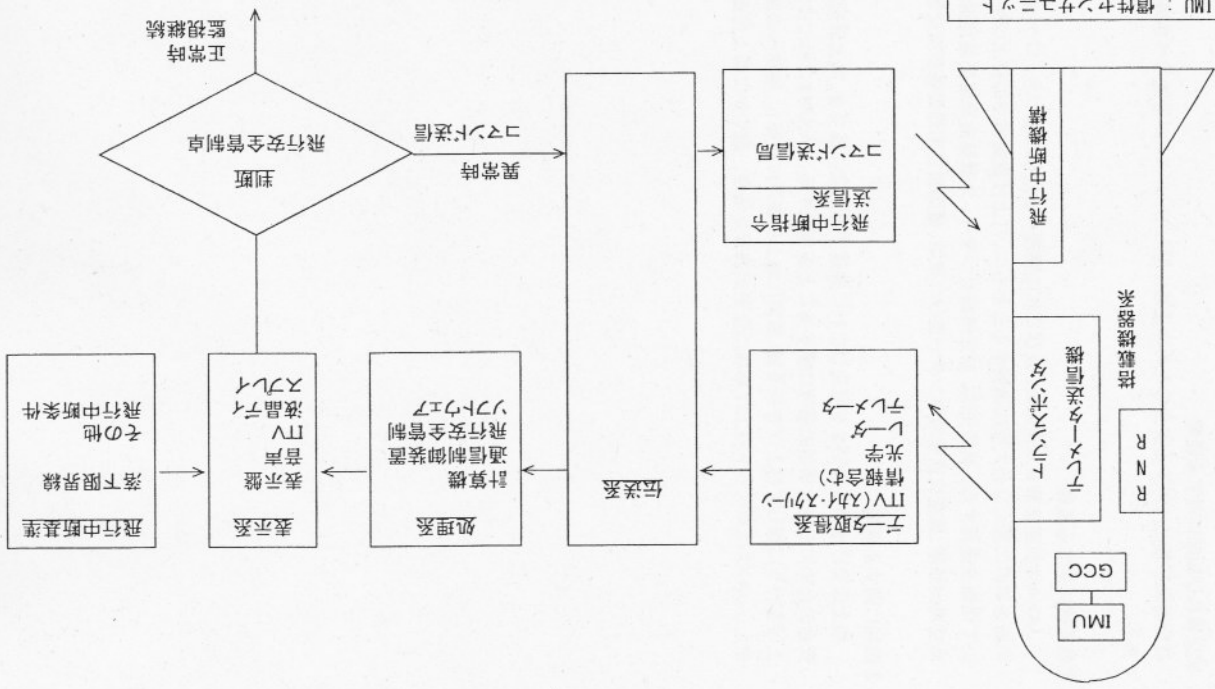 IMU
GCC
RNR
テレメータ送信機
トランスポンダ
搭載機器系
飛行中断機構
データ取得系
ITV(スカイ・スクリーン
情報含む)
光学
レーダ
テレメータ
伝送系
処理系
計算機
通信制御装置
飛行安全管制
ソフトウェア
表示系
表示盤
音声
ITV
液晶ディ
スプレイ
飛行中断基準
落下限界線
その他
飛行中断条件
飛行中断指令
送信系
コマンド送信局
異常時
コマンド送信
判断
飛行安全管制卓
正常時
監視継続
IMU : 慣性センサユニット